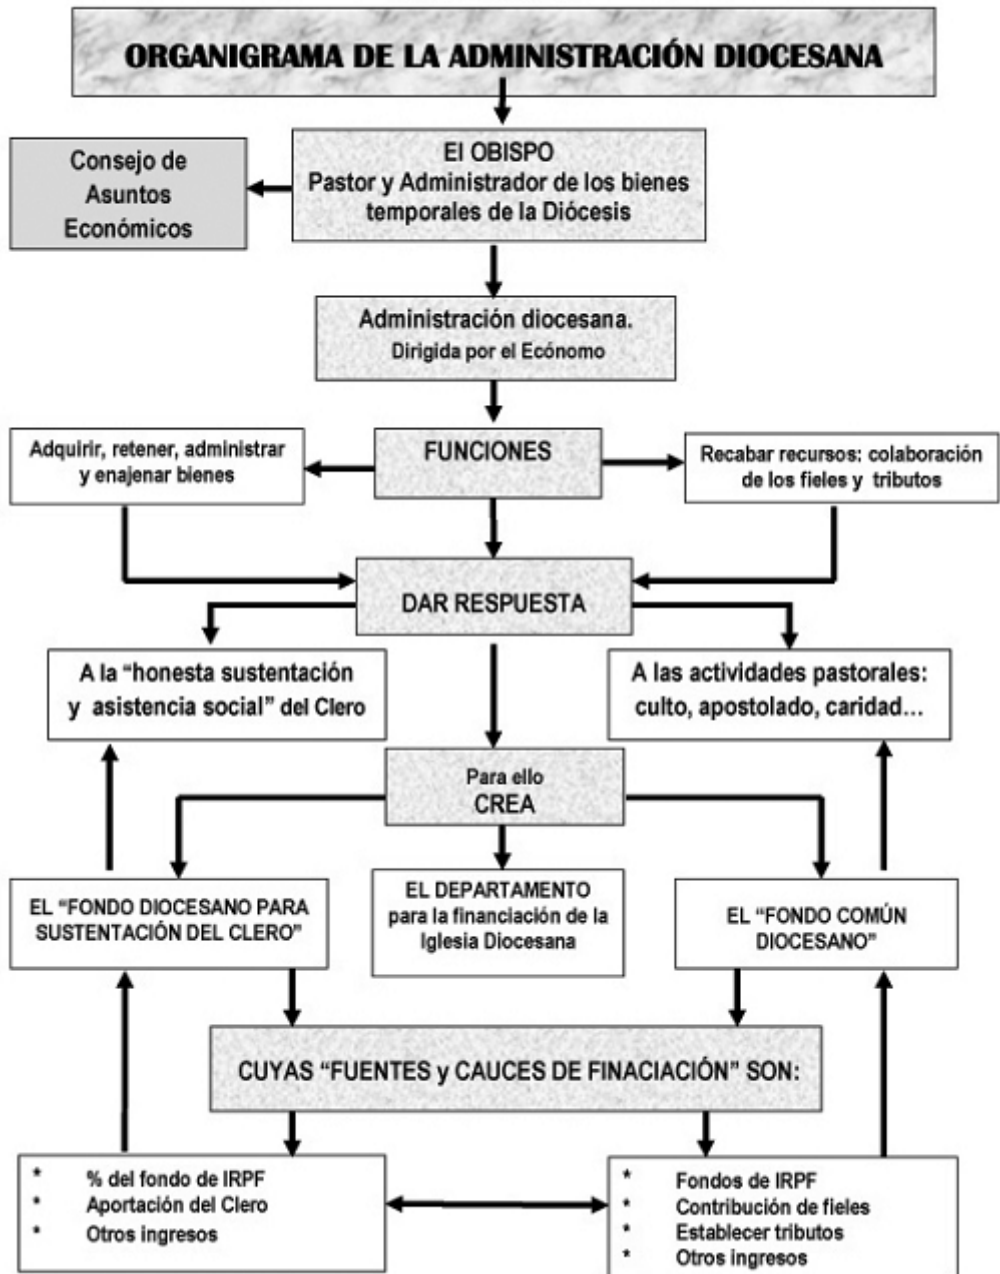 ORGANIGRAMA DE LA ADMINISTRACIÓN DIOCESANA
El OBISPO
Pastor y Administrador de los bienes
temporales de la Diócesis
Consejo de
Asuntos
Económicos
Administración diocesana.
Dirigida por el Ecónomo
FUNCIONES
Adquirir, retener, administrar
y enajenar bienes
Recabar recursos: colaboración
de los fieles y tributos
DAR RESPUESTA
A la “honesta sustentación
y asistencia social” del Clero
A las actividades pastorales:
culto, apostolado, caridad…
Para ello
CREA
EL “FONDO DIOCESANO PARA
SUSTENTACIÓN DEL CLERO”
EL DEPARTAMENTO
para la financiación de la
Iglesia Diocesana
EL “FONDO COMÚN
DIOCESANO”
CUYAS “FUENTES y CAUCES DE FINACIACIÓN” SON:
* % del fondo de IRPF
* Aportación del Clero
* Otros ingresos
* Fondos de IRPF
* Contribución de fieles
* Establecer tributos
* Otros ingresos